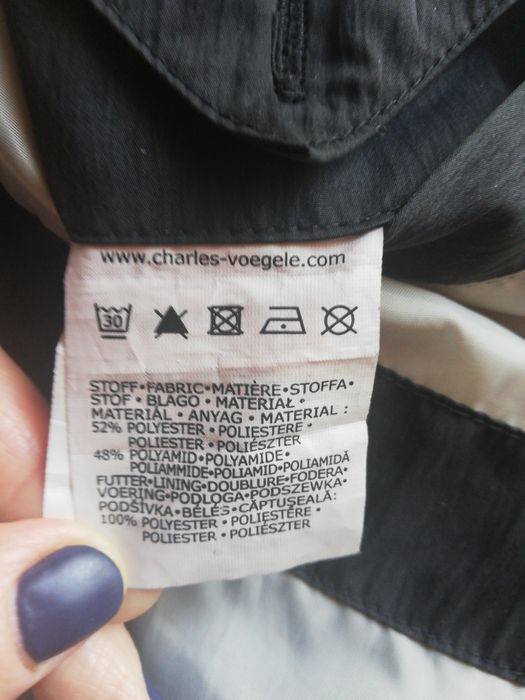 www.charles-voegele.com
30
STOFF•FABRIC•MATIÈRE•STOFFA•
STOF • BLAGO • MATERIAŁ •
MATERIÁL • ANYAG • MATERIAL :
52% POLYESTER • POLIESTERE •
POLIESTER • POLIÉSZTER
48% POLYAMID•POLYAMIDE•
POLIAMMIDE•POLIAMID•POLIAMIDĂ
FUTTER•LINING•DOUBLURE•FODERA•
VOERING•PODLOGA•PODSZEWKA•
PODŠÍVKA•BÉLÉS•CĂPTUŞEALĂ:
100% POLYESTER • POLIESTERE •
POLIESTER • POLIÉSZTER